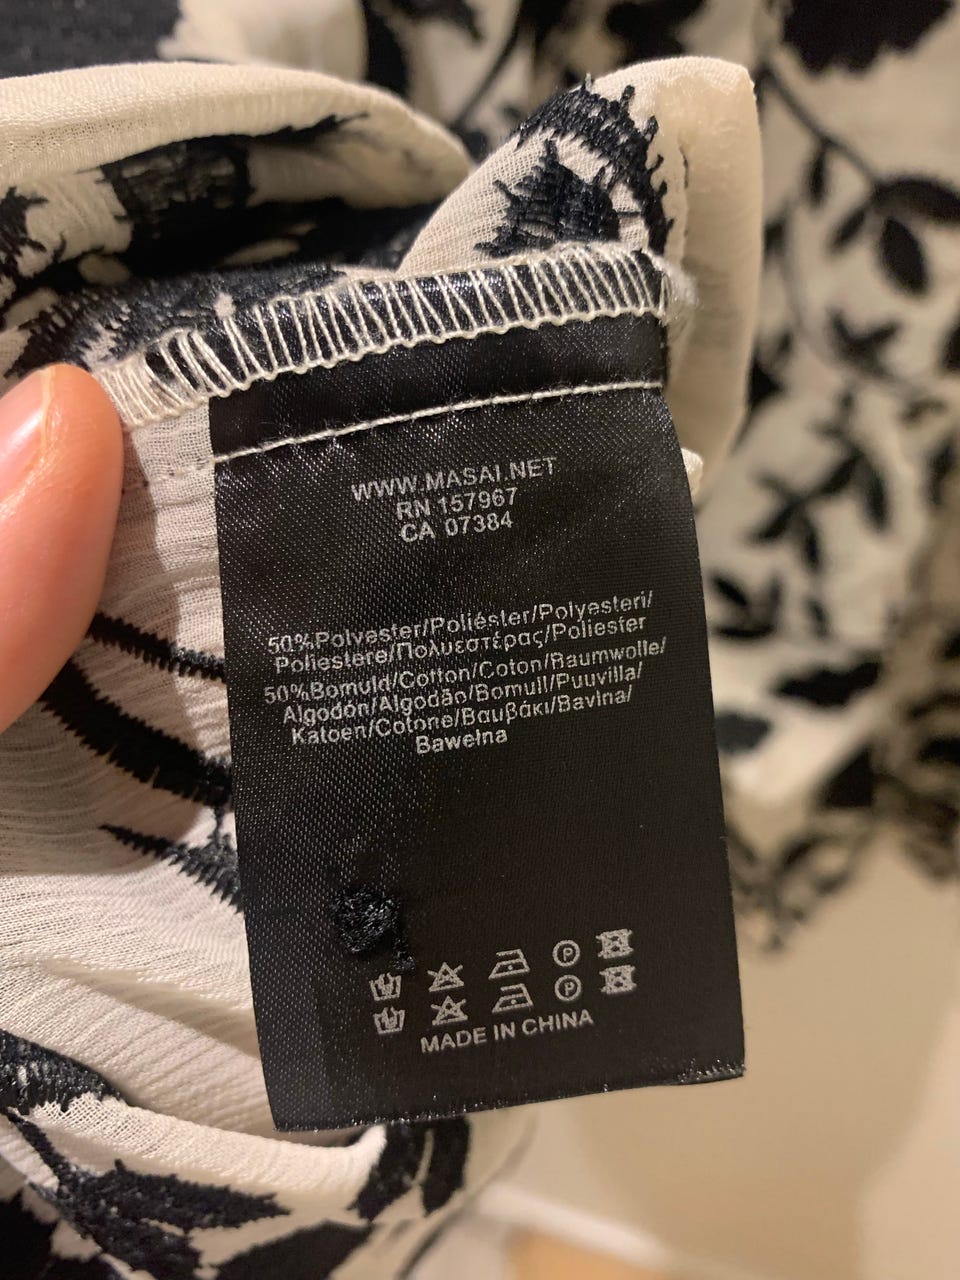 WWW.MASAI.NET
RN 157967
CA 07384
50%Polyester/Poliéster/Polyesteri/
Poliestere/Πολυεστέρας/Poliester
50%Bomuld/Cotton/Coton/Baumwolle/
Algodón/Algodão/Bomull/Puuvilla/
Katoen/Cotone/Βαμβάκι/Bavlna/
Bawełna
P
P
MADE IN CHINA